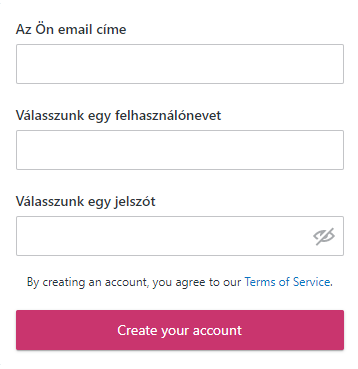 Az Ön email címe
Válasszunk egy felhasználónevet
Válasszunk egy jelszót
By creating an account, you agree to our Terms of Service.
Create your account